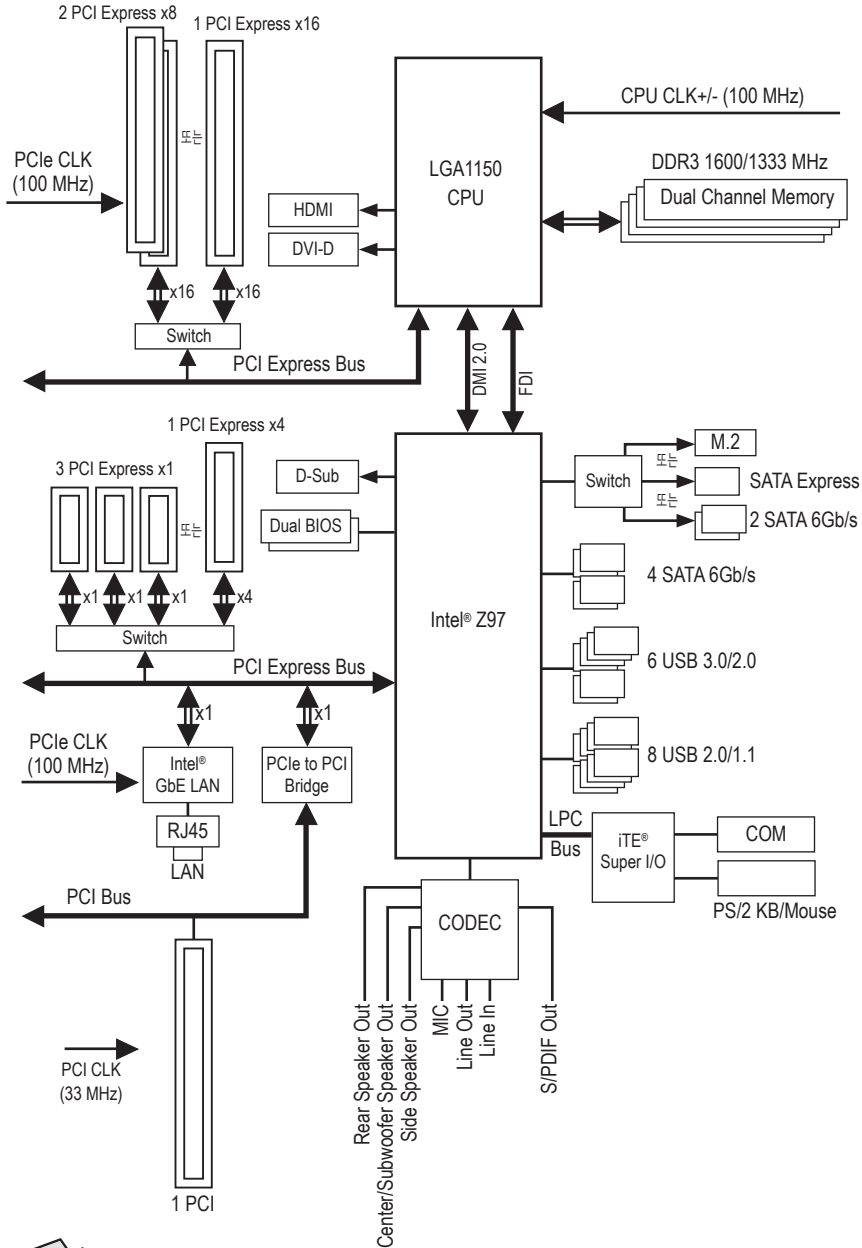 2 PCI Express x8
1 PCI Express x16
CPU CLK+/- (100 MHz)
PCIe CLK
(100 MHz)
LGA1150
CPU
DDR3 1600/1333 MHz
Dual Channel Memory
HDMI
DVI-D
或
x16
x16
Switch
PCI Express Bus
DMI 2.0
FDI
1 PCI Express x4
3 PCI Express x1
D-Sub
Dual BIOS
或
Switch
M.2
或
SATA Express
或
2 SATA 6Gb/s
x1
x1
x1
x4
Switch
4 SATA 6Gb/s
Intel® Z97
PCI Express Bus
6 USB 3.0/2.0
x1
x1
PCIe CLK
(100 MHz)
Intel®
GbE LAN
PCIe to PCI
Bridge
8 USB 2.0/1.1
RJ45
LAN
LPC
Bus
iTE®
Super I/O
COM
PS/2 KB/Mouse
PCI Bus
CODEC
Rear Speaker Out
Center/Subwoofer Speaker Out
Side Speaker Out
MIC
Line Out
Line In
S/PDIF Out
PCI CLK
(33 MHz)
1 PCI